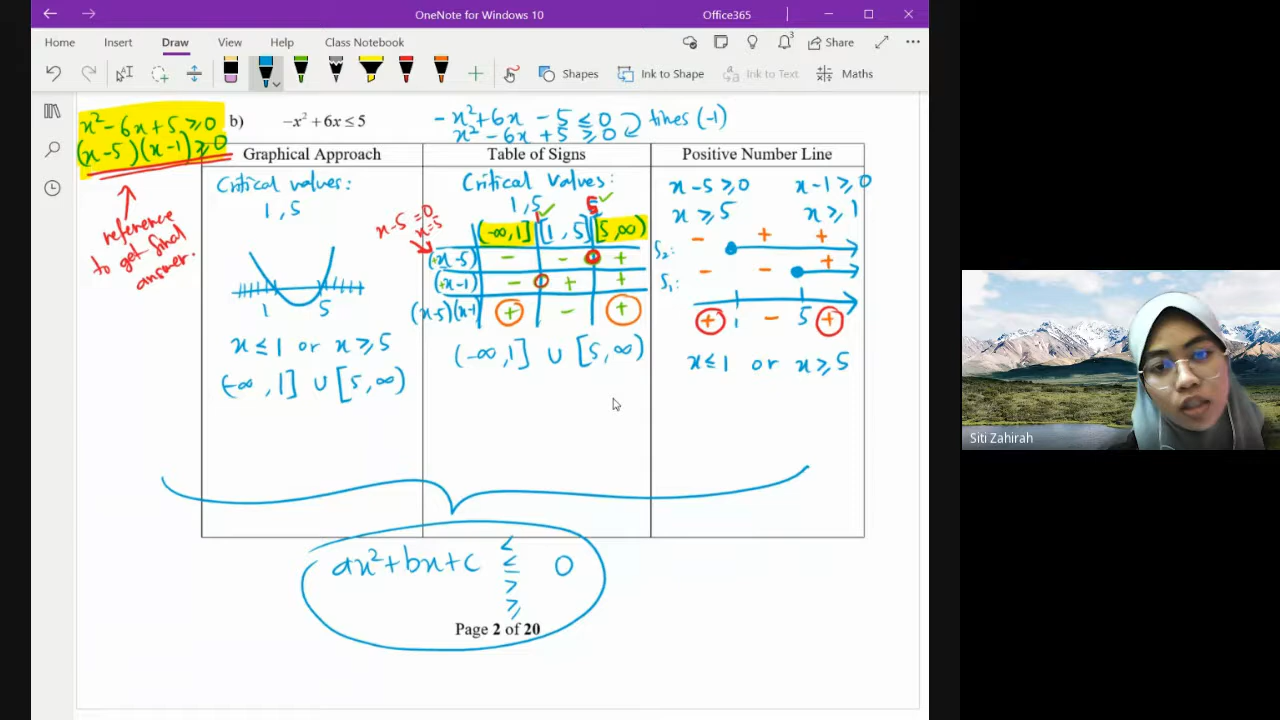 OneNote for Windows 10
Office365
Home Insert Draw View Help Class Notebook
3
Share
Shapes
Ink to Shape
Ink to Text
Maths
x² - 6x + 5 ≥ 0
(x-5)(x-1) ≥ 0
reference
to get final
answer.
b) −x² + 6x ≤ 5
- x² + 6x - 5 ≤ 0
x² - 6x + 5 ≥ 0
times (-1)
Graphical Approach
Critical values:
1, 5
1 5
x ≤ 1 or x ≥ 5
(-∞, 1] ∪ [5, ∞)
Table of Signs
Critical Values:
1, 5
x-5=0
x=5
1 5
(-∞, 1] [1, 5] [5, ∞)
(x-5) - - +
(x-1) - + +
(x-5)(x-1) + - +
(-∞, 1] ∪ [5, ∞)
Positive Number Line
x-5 ≥ 0 x-1 ≥ 0
x ≥ 5 x ≥ 1
- + +
S₂:
- - +
S₁:
+ 1 - 5 +
x ≤ 1 or x ≥ 5
ax² + bx + c < ≤ > ≥ 0
Page 2 of 20
Siti Zahirah